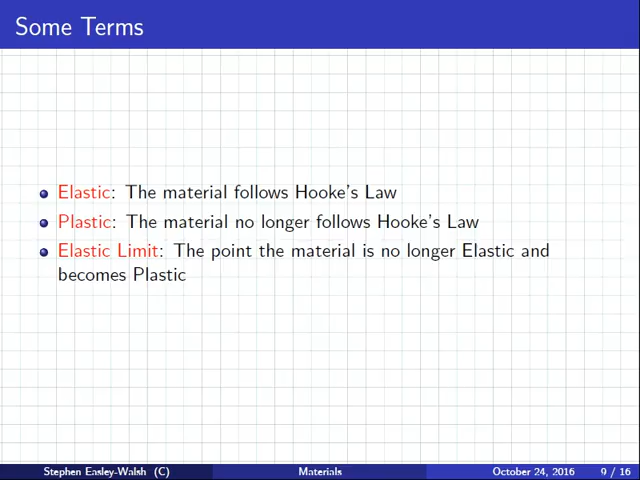 Some Terms
Elastic: The material follows Hooke's Law
Plastic: The material no longer follows Hooke's Law
Elastic Limit: The point the material is no longer Elastic and
becomes Plastic
Stephen Easley-Walsh (C) Materials October 24, 2016 9 / 16